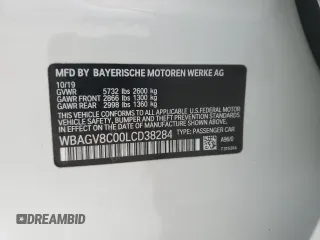 MFD BY BAYERISCHE MOTOREN WERKE AG
10/19
GVWR 5732 lbs 2600 kg
GAWR FRONT 2866 lbs 1300 kg
GAWR REAR 2998 lbs 1360 kg
THIS VEHICLE CONFORMS TO ALL APPLICABLE
FEDERAL MOTOR VEHICLE SAFETY, BUMPER,
AND THEFT PREVENTION STANDARDS IN EFFECT
ON THE DATE OF MANUFACTURE SHOWN ABOVE.
WBAGV8C00LCD38284 TYPE: PASSENGER CAR
DREAMBID
DREAMBID.COM